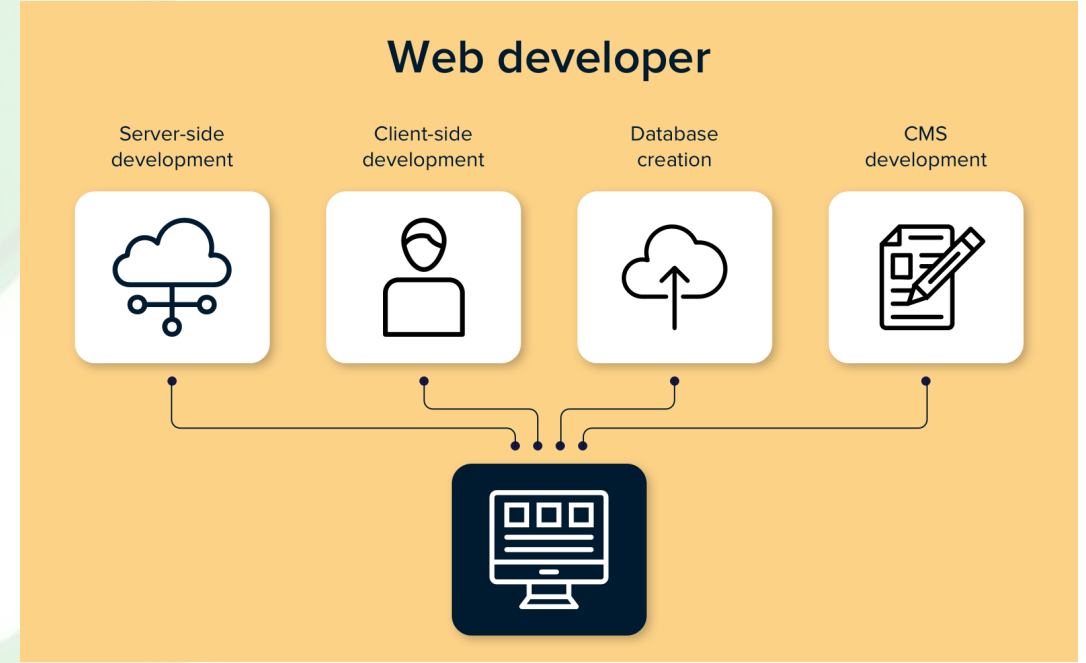 Web developer
Server-side
development
Client-side
development
Database
creation
CMS
development